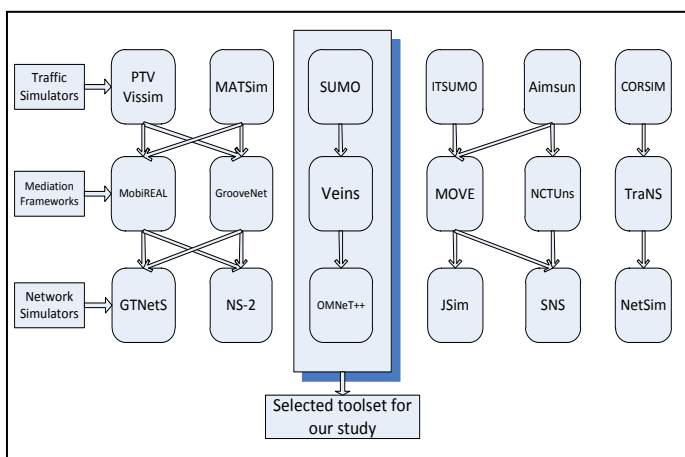 Traffic
Simulators
PTV
Vissim
MATSim
SUMO
ITSUMO
Aimsun
CORSIM
Mediation
Frameworks
MobiREAL
GrooveNet
Veins
MOVE
NCTUns
TraNS
Network
Simulators
GTNetS
NS-2
OMNeT++
JSim
SNS
NetSim
Selected toolset for
our study